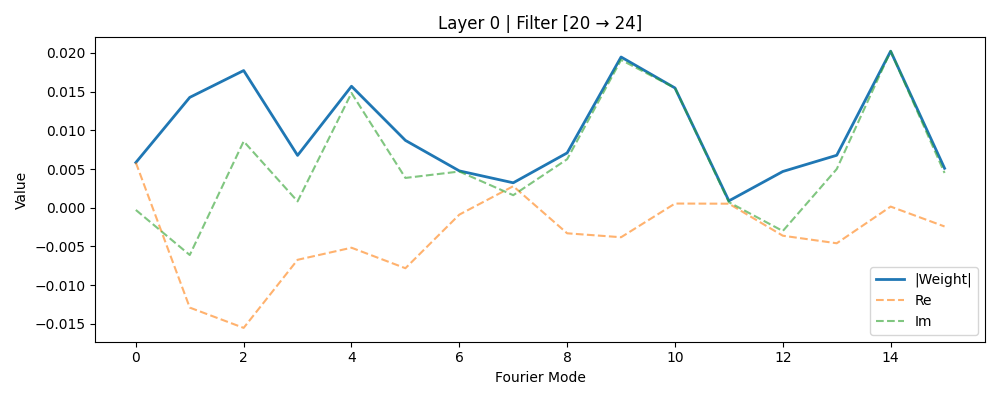 Layer 0 | Filter [20 → 24]
Value
0.020
0.015
0.010
0.005
0.000
−0.005
−0.010
−0.015
|Weight|
Re
Im
0 2 4 6 8 10 12 14
Fourier Mode